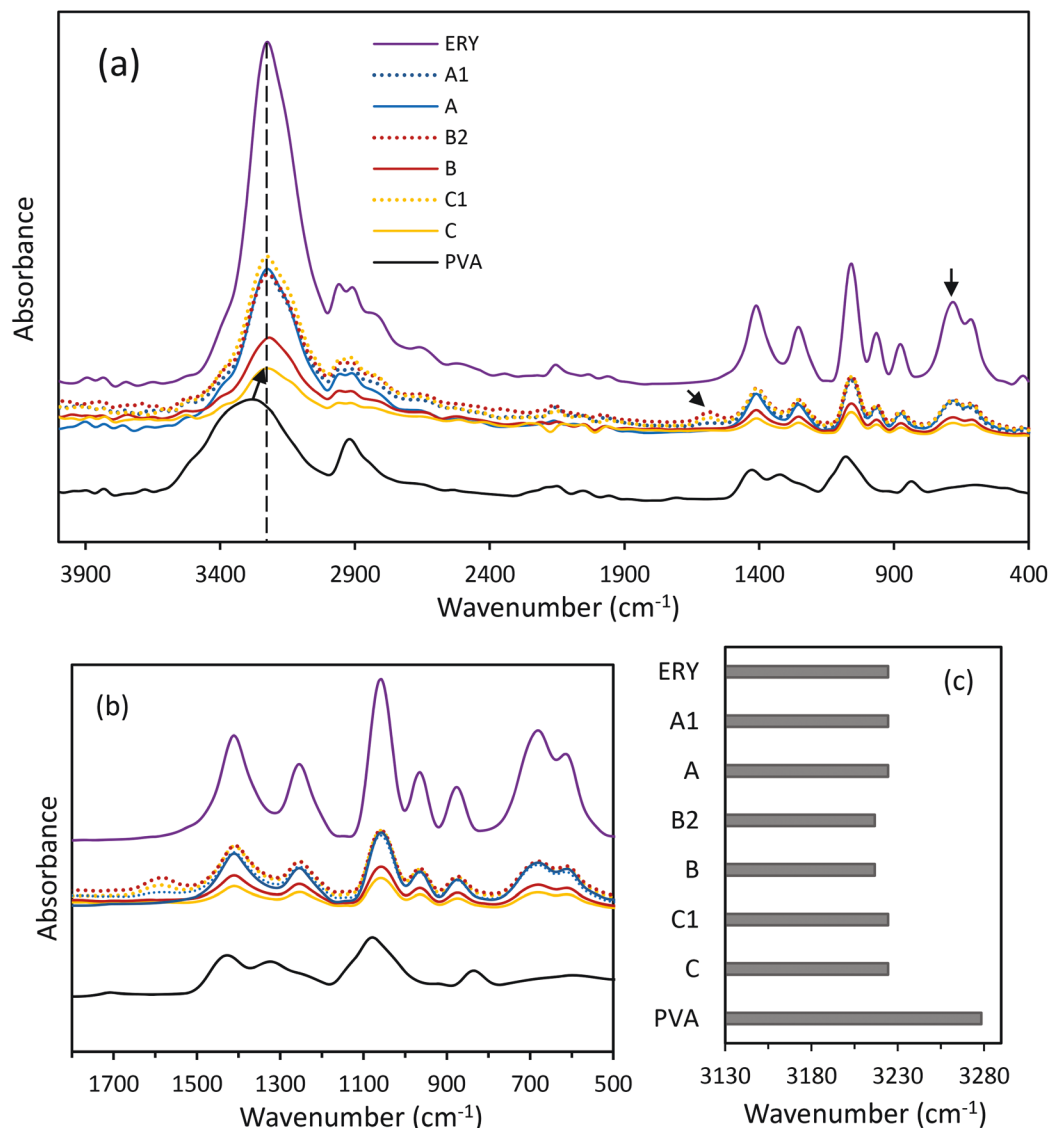 (a)
ERY
A1
A
B2
B
C1
C
PVA
Absorbance
3900 3400 2900 2400 1900 1400 900 400
Wavenumber (cm⁻¹)
(b)
Absorbance
1700 1500 1300 1100 900 700 500
Wavenumber (cm⁻¹)
(c)
ERY
A1
A
B2
B
C1
C
PVA
3130 3180 3230 3280
Wavenumber (cm⁻¹)